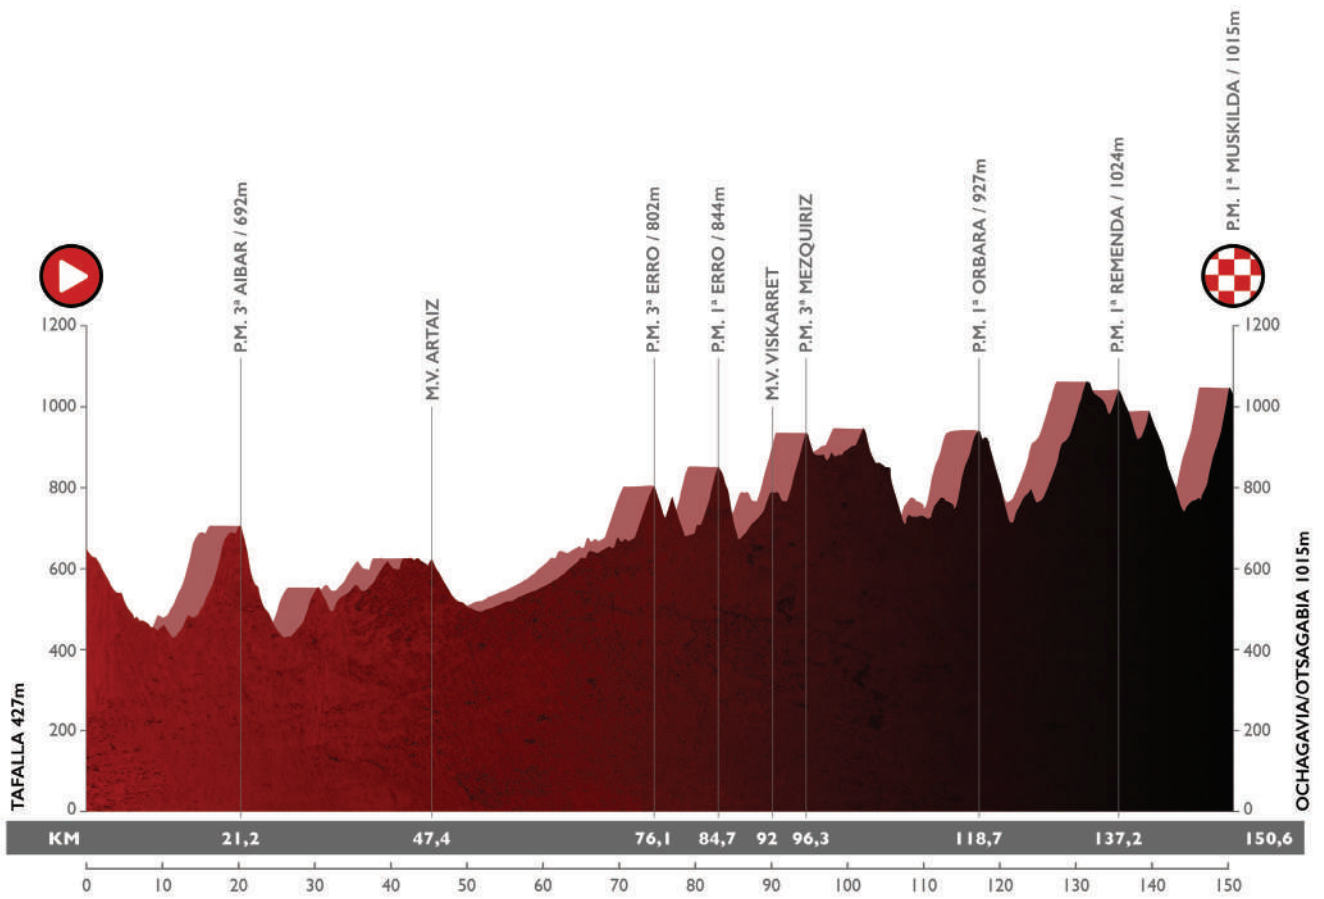 P.M. 3ª AIBAR / 692m
M.V. ARTAIZ
P.M. 3ª ERRO / 802m
P.M. 1ª ERRO / 844m
M.V. VISKARRET
P.M. 3ª MEZQUIRIZ
P.M. 1ª ORBARA / 927m
P.M. 1ª REMENDA / 1024m
P.M. 1ª MUSKILDA / 1015m
1200
1000
800
600
400
200
0
TAFALLA 427m
1200
1000
800
600
400
200
0
OCHAGAVIA/OTSAGABIA 1015m
KM 21,2 47,4 76,1 84,7 92 96,3 118,7 137,2 150,6
0 10 20 30 40 50 60 70 80 90 100 110 120 130 140 150